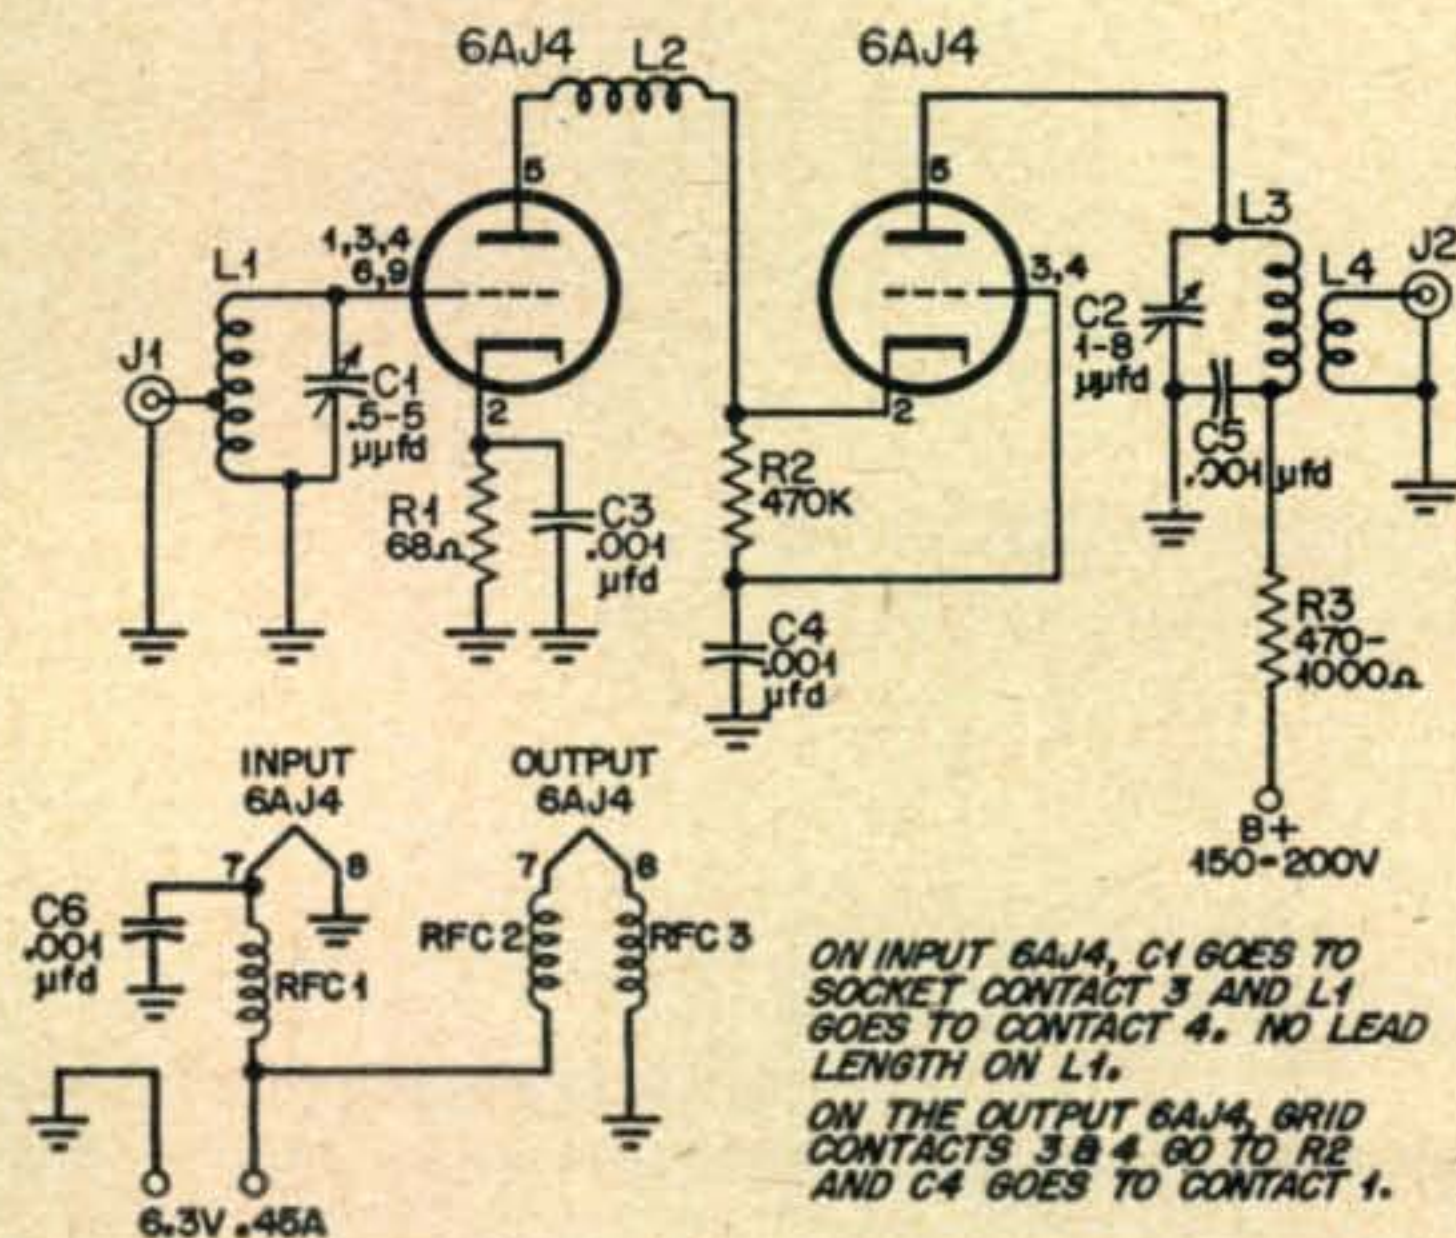 6AJ4
L2
6AJ4
5
5
1,3,4
6,9
L1
3,4
L3
L4
J2
J1
C1
.5-5
µµfd
C2
1-8
µµfd
2
2
C5
.001 µfd
R1
68Ω
C3
.001
µfd
R2
470K
C4
.001
µfd
R3
470-
1000Ω
B+
150-200V
INPUT
6AJ4
OUTPUT
6AJ4
7
8
7
8
C6
.001
µfd
RFC1
RFC2
RFC3
6.3V .45A
ON INPUT 6AJ4, C1 GOES TO
SOCKET CONTACT 3 AND L1
GOES TO CONTACT 4. NO LEAD
LENGTH ON L1.
ON THE OUTPUT 6AJ4, GRID
CONTACTS 3 & 4 GO TO R2
AND C4 GOES TO CONTACT 1.